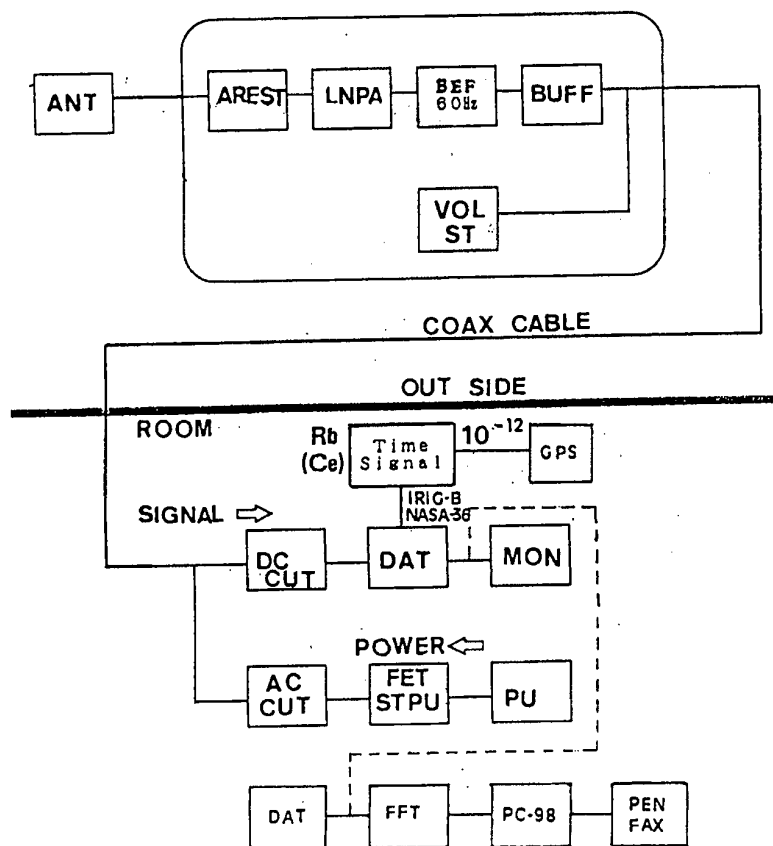 ANT
AREST
LNPA
BEF
60Hz
BUFF
VOL
ST
COAX CABLE
OUT SIDE
ROOM
Rb
(Ce)
Time
Signal
10⁻¹²
GPS
IRIG-B
NASA-36
SIGNAL ⇨
DC
CUT
DAT
MON
POWER ⇦
AC
CUT
FET
STPU
PU
DAT
FFT
PC-98
PEN
FAX